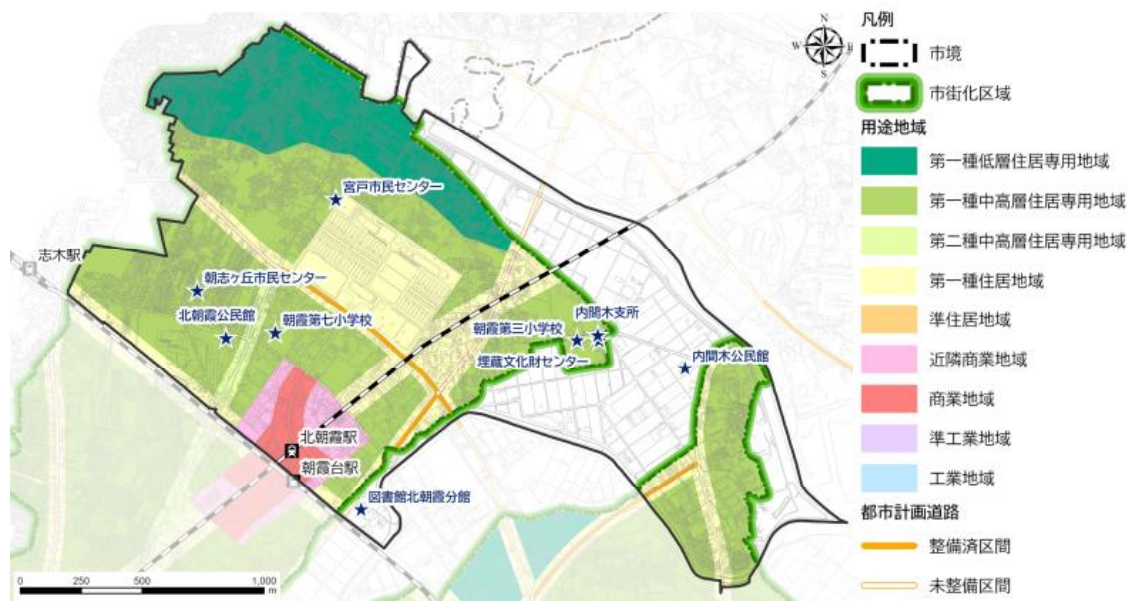 凡例
市境
市街化区域
用途地域
第一種低層住居専用地域
第一種中高層住居専用地域
第二種中高層住居専用地域
第一種住居地域
準住居地域
近隣商業地域
商業地域
準工業地域
工業地域
都市計画道路
整備済区間
未整備区間
N
W
E
S
宮戸市民センター
志木駅
朝志ヶ丘市民センター
北朝霞公民館
朝霞第七小学校
朝霞第三小学校
内間木支所
埋蔵文化財センター
内間木公民館
北朝霞駅
朝霞台駅
図書館北朝霞分館
0 250 500 1,000
m